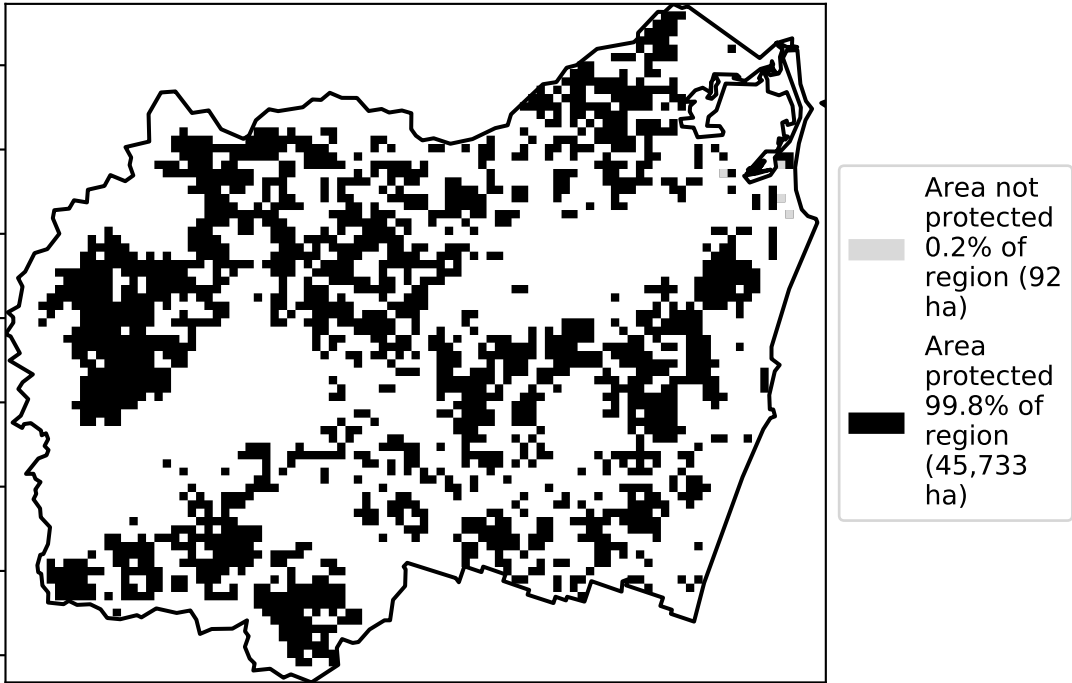 Area not
protected
0.2% of
region (92
ha)
Area
protected
99.8% of
region
(45,733
ha)